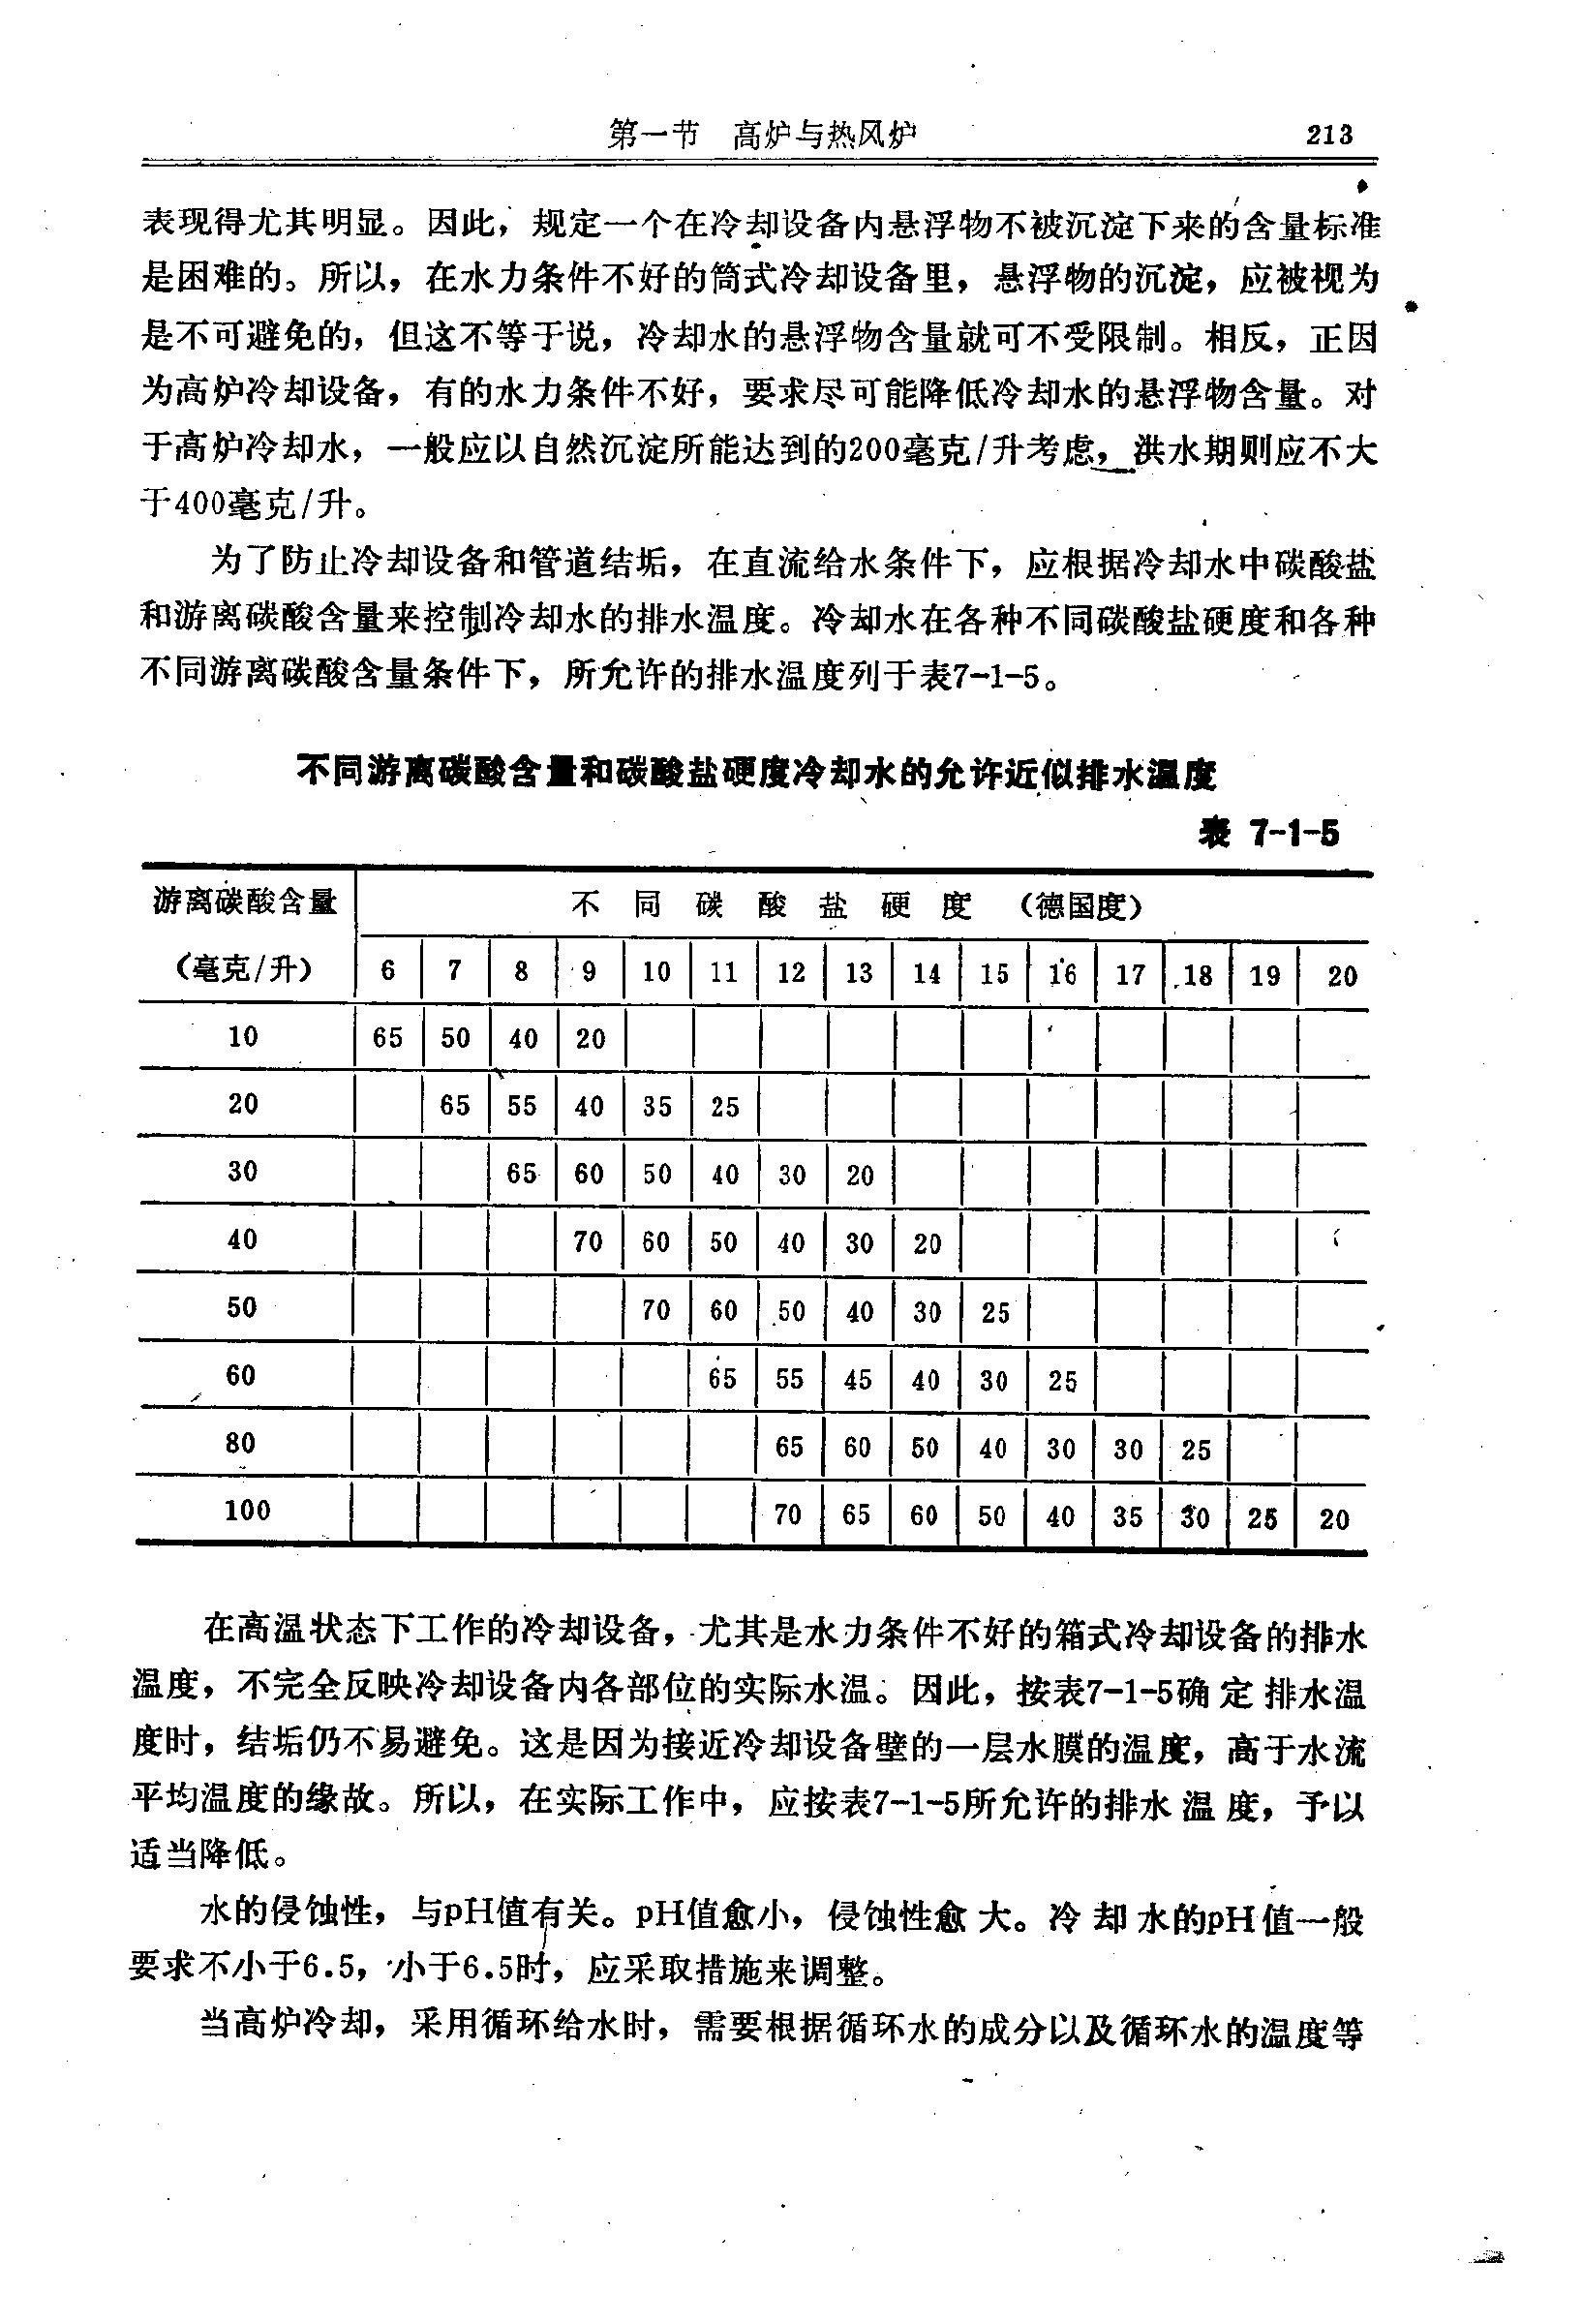 第一节 高炉与热风炉 213
表现得尤其明显。因此，规定一个在冷却设备内悬浮物不被沉淀下来的含量标准
是困难的。所以，在水力条件不好的筒式冷却设备里，悬浮物的沉淀，应被视为
是不可避免的，但这不等于说，冷却水的悬浮物含量就可不受限制。相反，正因
为高炉冷却设备，有的水力条件不好，要求尽可能降低冷却水的悬浮物含量。对
于高炉冷却水，一般应以自然沉淀所能达到的200毫克/升考虑，洪水期则应不大
于400毫克/升。
为了防止冷却设备和管道结垢，在直流给水条件下，应根据冷却水中碳酸盐
和游离碳酸含量来控制冷却水的排水温度。冷却水在各种不同碳酸盐硬度和各种
不同游离碳酸含量条件下，所允许的排水温度列于表7-1-5。
不同游离碳酸含量和碳酸盐硬度冷却水的允许近似排水温度
表 7-1-5
游离碳酸含量 不同碳酸盐硬度（德国度）
（毫克/升） 6 7 8 9 10 11 12 13 14 15 16 17 18 19 20
10 65 50 40 20
20 65 55 40 35 25
30 65 60 50 40 30 20
40 70 60 50 40 30 20
50 70 60 50 40 30 25
60 65 55 45 40 30 25
80 65 60 50 40 30 30 25
100 70 65 60 50 40 35 30 25 20
在高温状态下工作的冷却设备，尤其是水力条件不好的箱式冷却设备的排水
温度，不完全反映冷却设备内各部位的实际水温。因此，按表7-1-5确定排水温
度时，结垢仍不易避免。这是因为接近冷却设备壁的一层水膜的温度，高于水流
平均温度的缘故。所以，在实际工作中，应按表7-1-5所允许的排水温度，予以
适当降低。
水的侵蚀性，与pH值有关。pH值愈小，侵蚀性愈大。冷却水的pH值一般
要求不小于6.5，小于6.5时，应采取措施来调整。
当高炉冷却，采用循环给水时，需要根据循环水的成分以及循环水的温度等